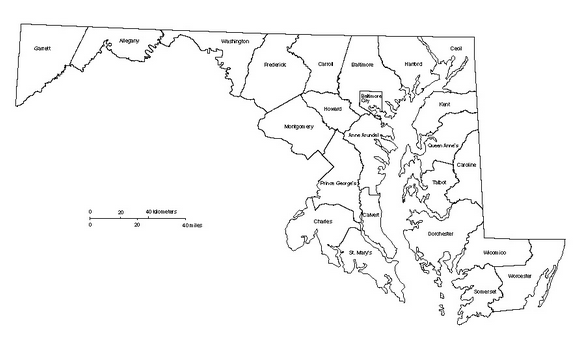 Garrett
Allegany
Washington
Frederick
Carroll
Baltimore
Harford
Cecil
Baltimore
City
Howard
Kent
Montgomery
Anne Arundel
Queen Anne's
Caroline
Prince George's
Talbot
Calvert
Charles
Dorchester
St. Mary's
Wicomico
Worcester
Somerset
0 20 40 kilometers
0 20 40 miles